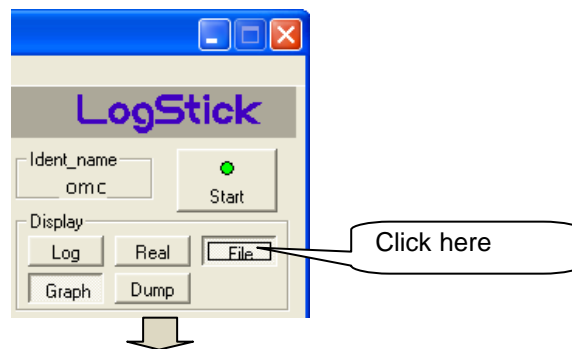 LogStick
Ident_name
omc
Start
Display
Log Real File
Click here
Graph Dump